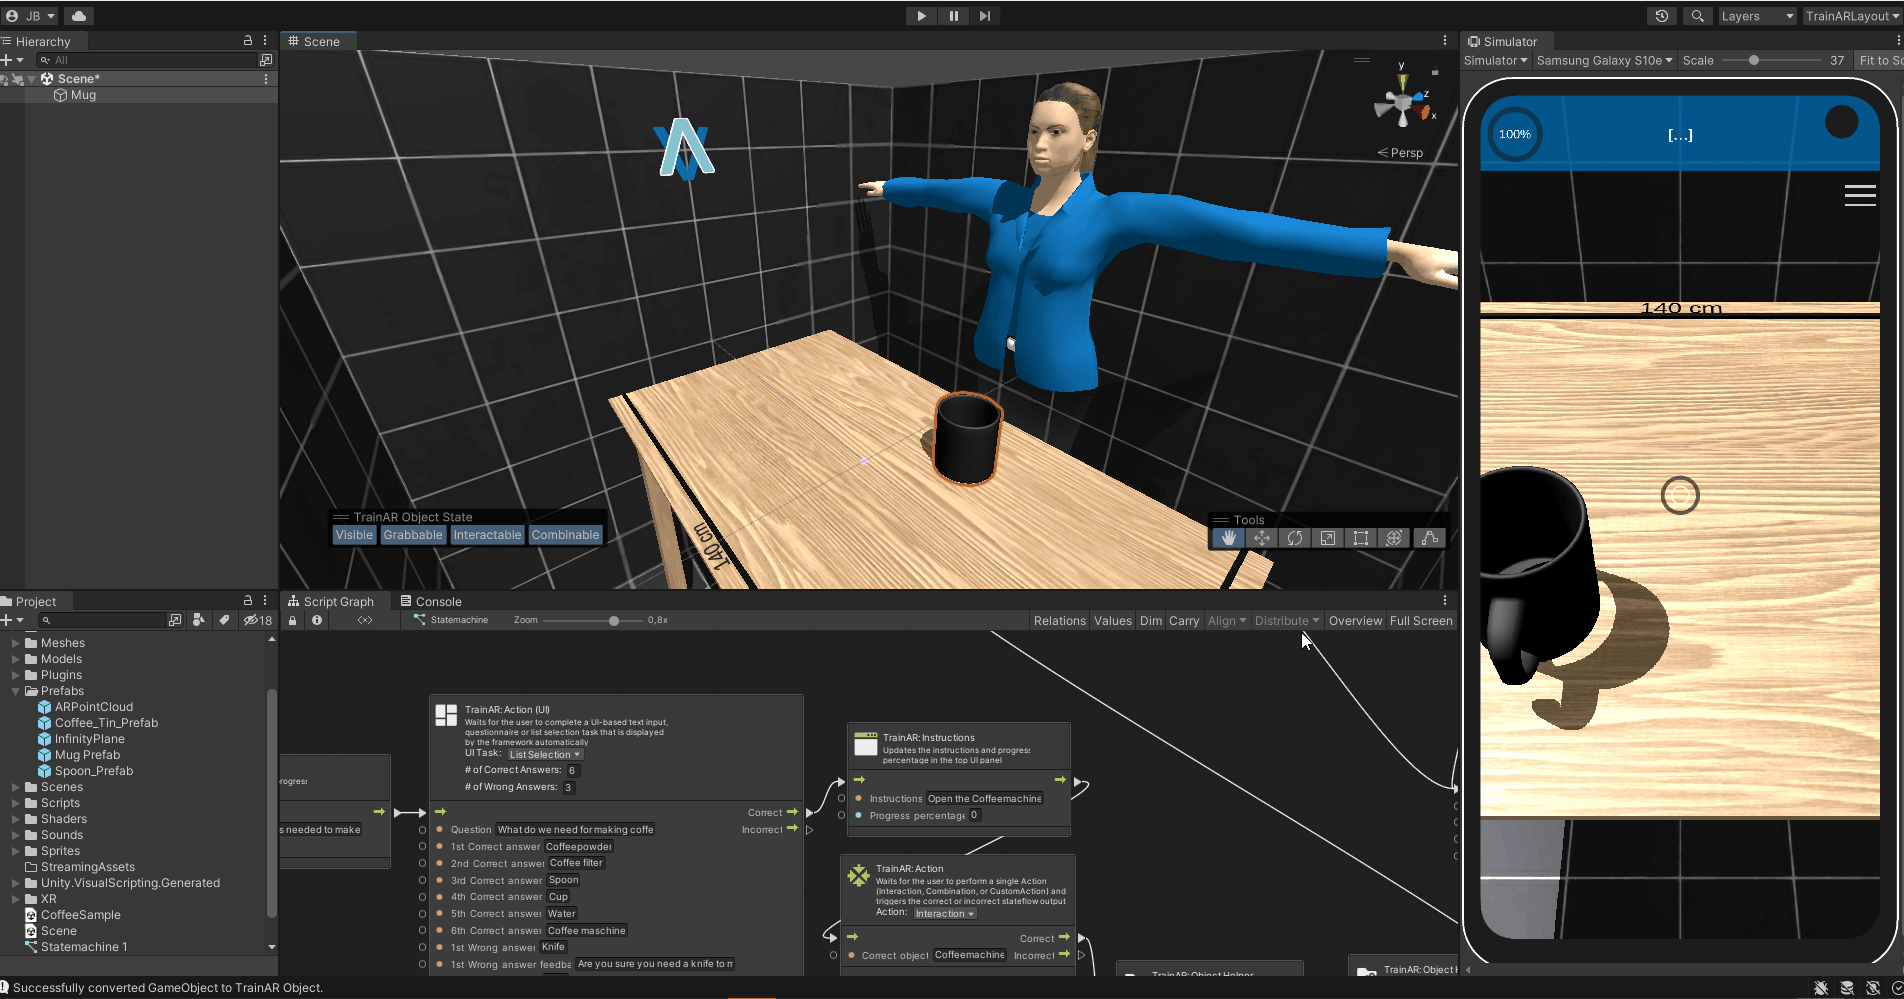 JB
Layers
TrainARLayout
Hierarchy
All
Scene*
Mug
Scene
y
z
x
Persp
140 cm
TrainAR Object State
Visible Grabbable Interactable Combinable
Tools
Simulator
Simulator Samsung Galaxy S10e Scale 37 Fit to Sc
100%
[...]
140 cm
Project
18
Meshes
Models
Plugins
Prefabs
ARPointCloud
Coffee_Tin_Prefab
InfinityPlane
Mug Prefab
Spoon_Prefab
Scenes
Scripts
Shaders
Sounds
Sprites
StreamingAssets
Unity.VisualScripting.Generated
XR
CoffeeSample
Scene
Statemachine 1
Script Graph Console
<x> Statemachine Zoom 0,8x
Relations Values Dim Carry Align Distribute Overview Full Screen
rogress
s needed to make
TrainAR: Action (UI)
Waits for the user to complete a UI-based text input,
questionaire or list selection task that is displayed
by the framework automatically
UI Task: List Selection
# of Correct Answers: 6
# of Wrong Answers: 3
Correct
Incorrect
Question What do we need for making coffe
1st Correct answer Coffeepowder
2nd Correct answer Coffee filter
3rd Correct answer Spoon
4th Correct answer Cup
5th Correct answer Water
6th Correct answer Coffee maschine
1st Wrong answer Knife
1st Wrong answer feedba Are you sure you need a knife to m
TrainAR: Instructions
Updates the instructions and progress
percentage in the top UI panel
Instructions Open the Coffeemachine
Progress percentage 0
TrainAR: Action
Waits for the user to perform a single Action
(Interaction, Combination, or CustomAction) and
triggers the correct or incorrect stateflow output
Action: Interaction
Correct
Correct object Coffeemachine Incorrect
TrainAR: Object Helper
TrainAR: Object H
Successfully converted GameObject to TrainAR Object.